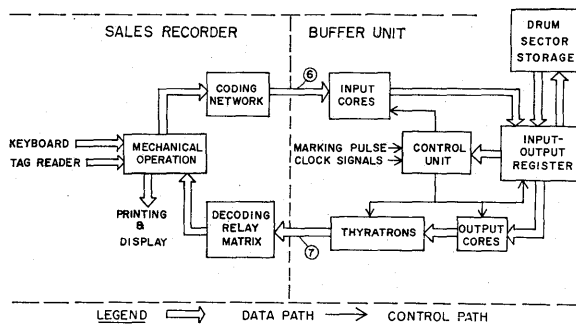 SALES RECORDER
BUFFER UNIT
DRUM
SECTOR
STORAGE
CODING
NETWORK
6
INPUT
CORES
KEYBOARD
TAG READER
MECHANICAL
OPERATION
MARKING PULSE
CLOCK SIGNALS
CONTROL
UNIT
INPUT-
OUTPUT
REGISTER
PRINTING
&
DISPLAY
DECODING
RELAY
MATRIX
7
THYRATRONS
OUTPUT
CORES
LEGEND
DATA PATH
CONTROL PATH